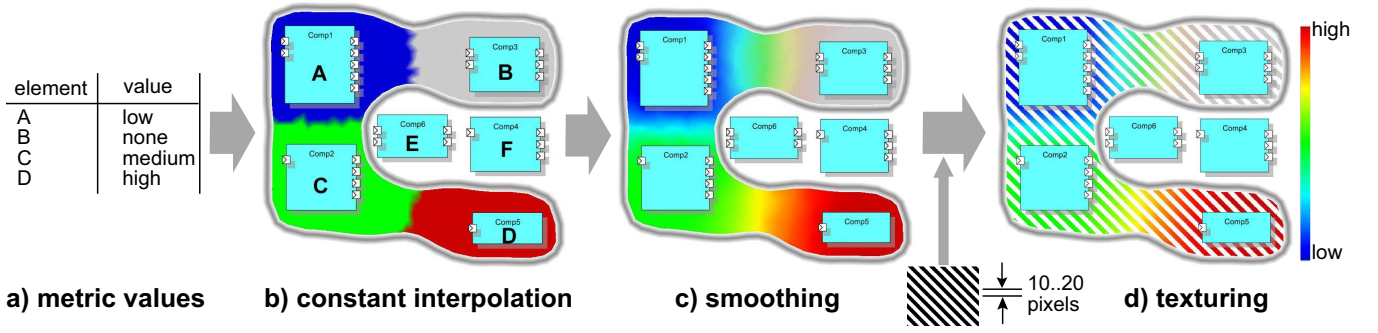 element value
A low
B none
C medium
D high
a) metric values
Comp1
A
Comp3
B
Comp6
E
Comp4
F
Comp2
C
Comp5
D
b) constant interpolation
Comp1
Comp3
Comp6
Comp4
Comp2
Comp5
c) smoothing
10..20
pixels
Comp1
Comp3
Comp6
Comp4
Comp2
Comp5
d) texturing
high
low